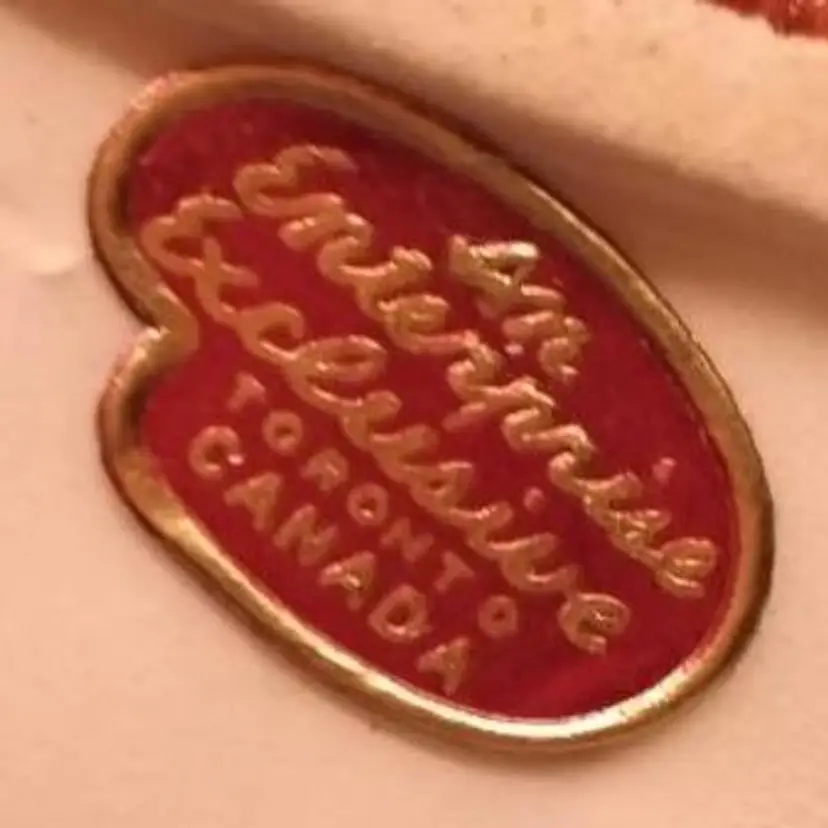 An
Enterprise
Exclusive
TORONTO
CANADA